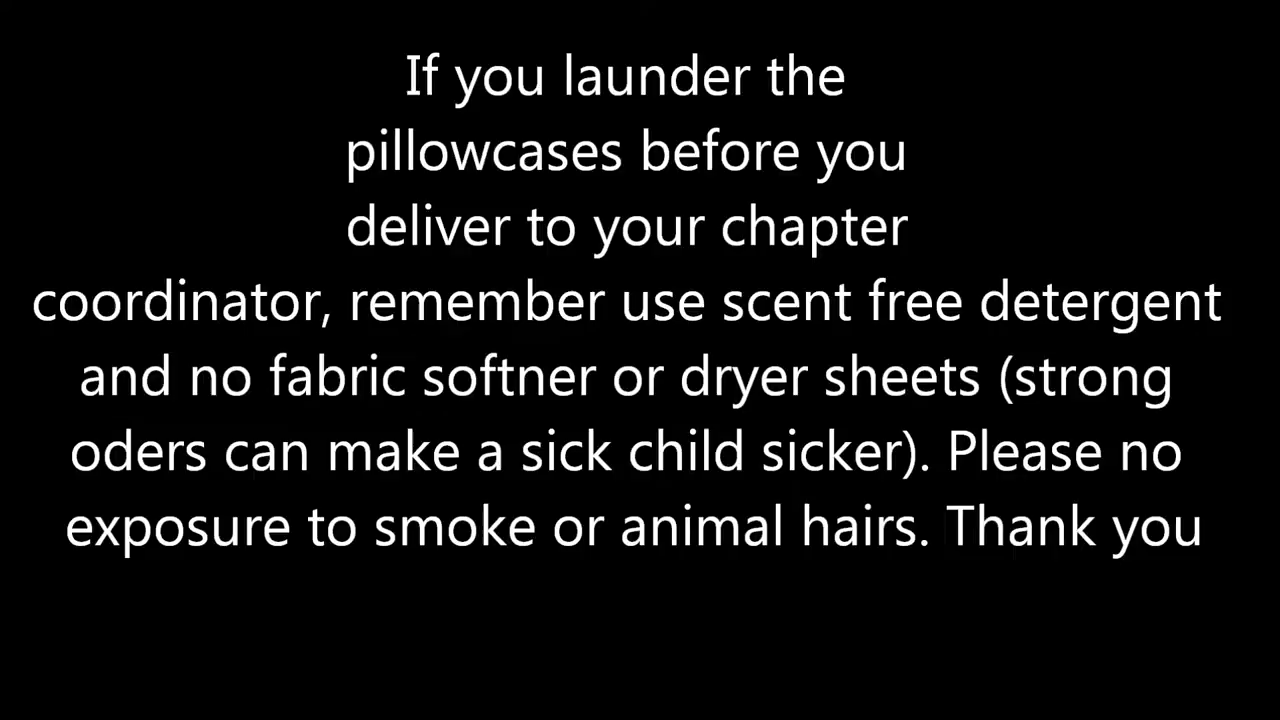 If you launder the
pillowcases before you
deliver to your chapter
coordinator, remember use scent free detergent
and no fabric softner or dryer sheets (strong
oders can make a sick child sicker). Please no
exposure to smoke or animal hairs. Thank you